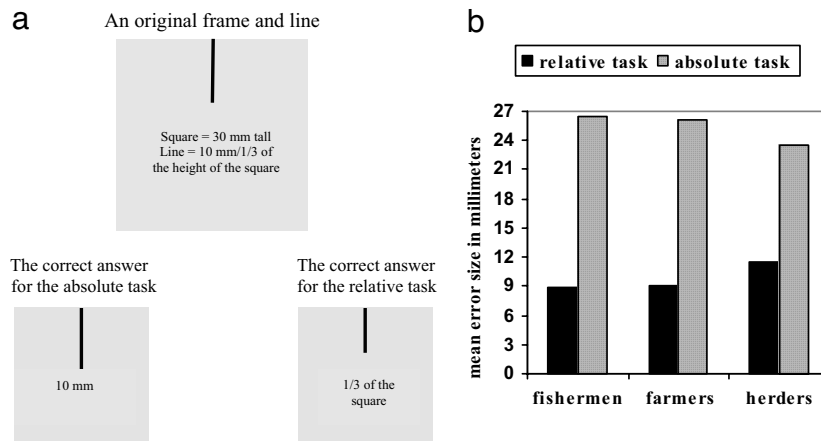 a
An original frame and line
Square = 30 mm tall
Line = 10 mm/1/3 of
the height of the square
The correct answer
for the absolute task
10 mm
The correct answer
for the relative task
1/3 of the
square
b
relative task absolute task
mean error size in millimeters
27
24
21
18
15
12
9
6
3
0
fishermen farmers herders